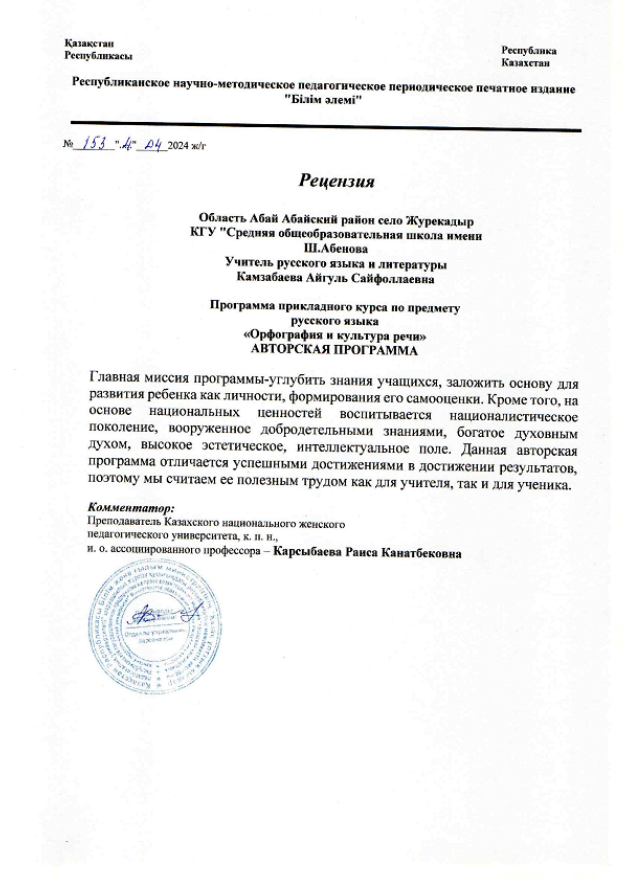 Қазақстан
Республикасы
Республика
Казахстан
Республиканское научно-методическое педагогическое периодическое печатное издание
"Білім әлемі"
№ 153 " " 04 2024 ж/г
Рецензия
Область Абай Абайский район село Журекадыр
КГУ "Средняя общеобразовательная школа имени
Ш.Абенова
Учитель русского языка и литературы
Камзабаева Айгуль Сайфоллаевна
Программа прикладного курса по предмету
русского языка
«Орфография и культура речи»
АВТОРСКАЯ ПРОГРАММА
Главная миссия программы-углубить знания учащихся, заложить основу для
развития ребенка как личности, формирования его самооценки. Кроме того, на
основе национальных ценностей воспитывается националистическое
поколение, вооруженное добродетельными знаниями, богатое духовным
духом, высокое эстетическое, интеллектуальное поле. Данная авторская
программа отличается успешными достижениями в достижении результатов,
поэтому мы считаем ее полезным трудом как для учителя, так и для ученика.
Комментатор:
Преподаватель Казахского национального женского
педагогического университета, к. п. н.,
и. о. ассоциированного профессора – Карсыбаева Раиса Канатбековна